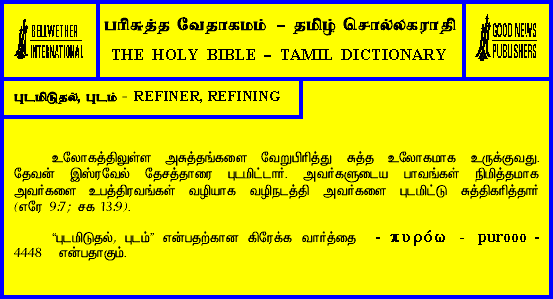 BELLWETHER
INTERNATIONAL
பரிசுத்த வேதாகமம் – தமிழ் சொல்லகராதி
THE HOLY BIBLE – TAMIL DICTIONARY
GOOD NEWS
PUBLISHERS
புடமிடுதல், புடம் - REFINER, REFINING
உலோகத்திலுள்ள அசுத்தங்களை வேறுபிரித்து சுத்த உலோகமாக உருக்குவது.
தேவன் இஸ்ரவேல் தேசத்தாரை புடமிட்டார். அவர்களுடைய பாவங்கள் நிமித்தமாக
அவர்களை உபத்திரவங்கள் வழியாக வழிநடத்தி அவர்களை புடமிட்டு சுத்திகரித்தார்
(எரே 9:7; சக 13:9).
“புடமிடுதல், புடம்” என்பதற்கான கிரேக்க வார்த்தை - πυρόω - purooo -
4448 என்பதாகும்.